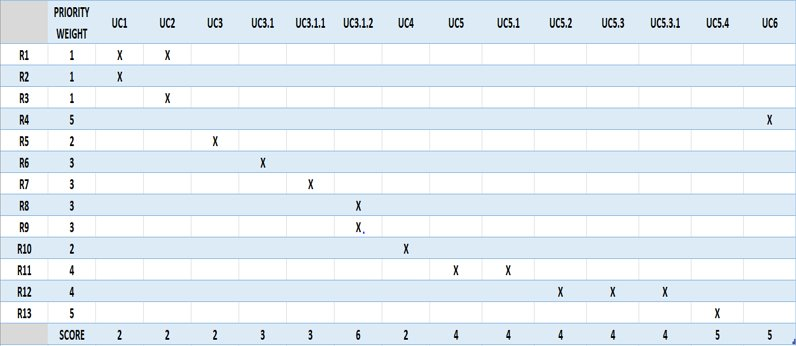 PRIORITY WEIGHT UC1 UC2 UC3 UC3.1 UC3.1.1 UC3.1.2 UC4 UC5 UC5.1 UC5.2 UC5.3 UC5.3.1 UC5.4 UC6
R1 1 X X
R2 1 X
R3 1 X
R4 5 X
R5 2 X
R6 3 X
R7 3 X
R8 3 X
R9 3 X.
R10 2 X
R11 4 X X
R12 4 X X X
R13 5 X
SCORE 2 2 2 3 3 6 2 4 4 4 4 4 5 5